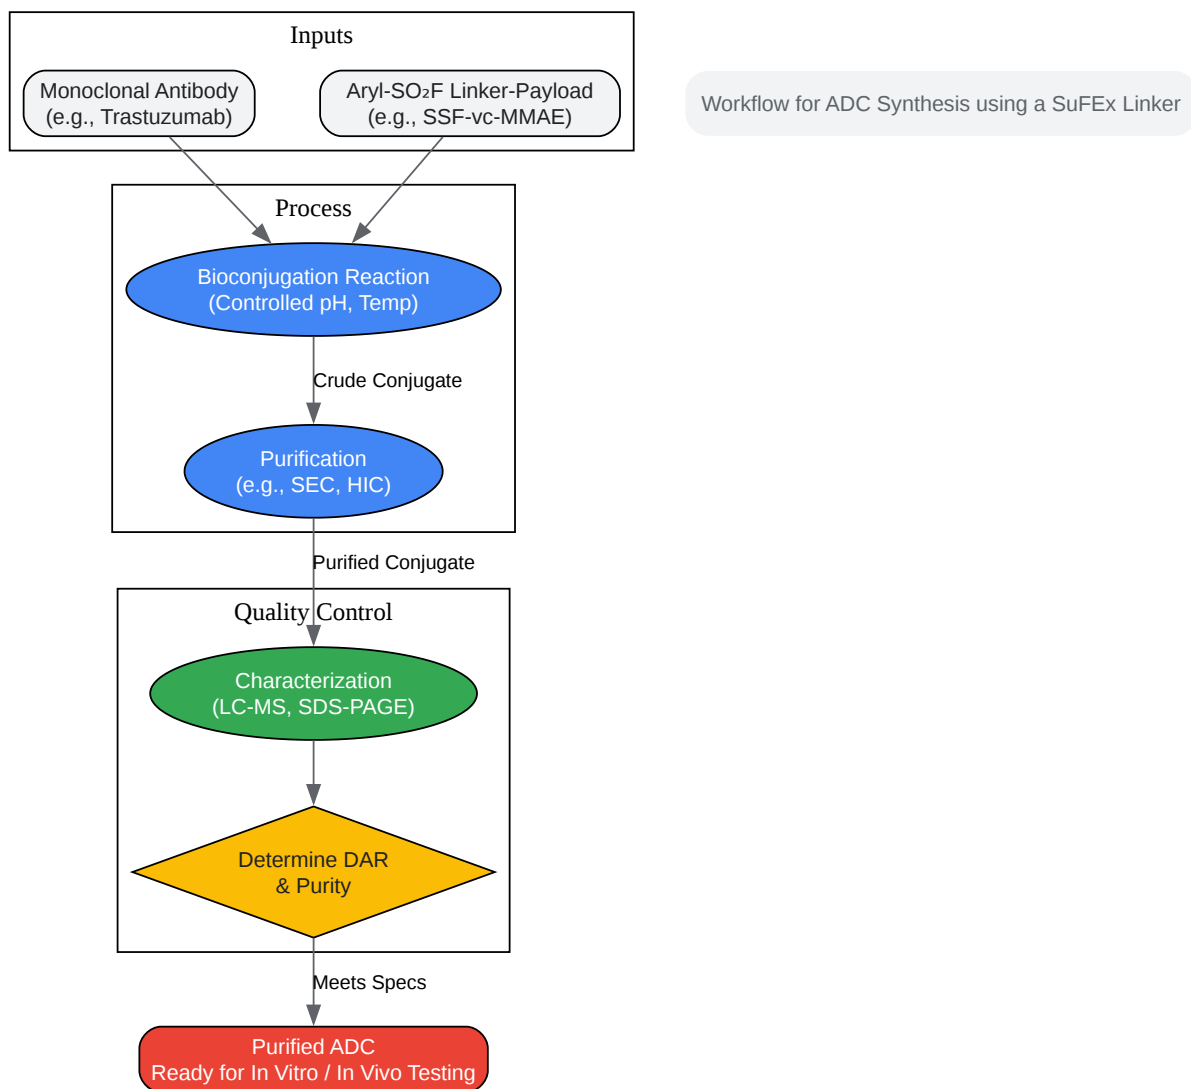 Inputs
Monoclonal Antibody
(e.g., Trastuzumab)
Aryl-SO₂F Linker-Payload
(e.g., SSF-vc-MMAE)
Workflow for ADC Synthesis using a SuFEx Linker
Process
Bioconjugation Reaction
(Controlled pH, Temp)
Crude Conjugate
Purification
(e.g., SEC, HIC)
Purified Conjugate
Quality Control
Characterization
(LC-MS, SDS-PAGE)
Determine DAR
& Purity
Meets Specs
Purified ADC
Ready for In Vitro / In Vivo Testing